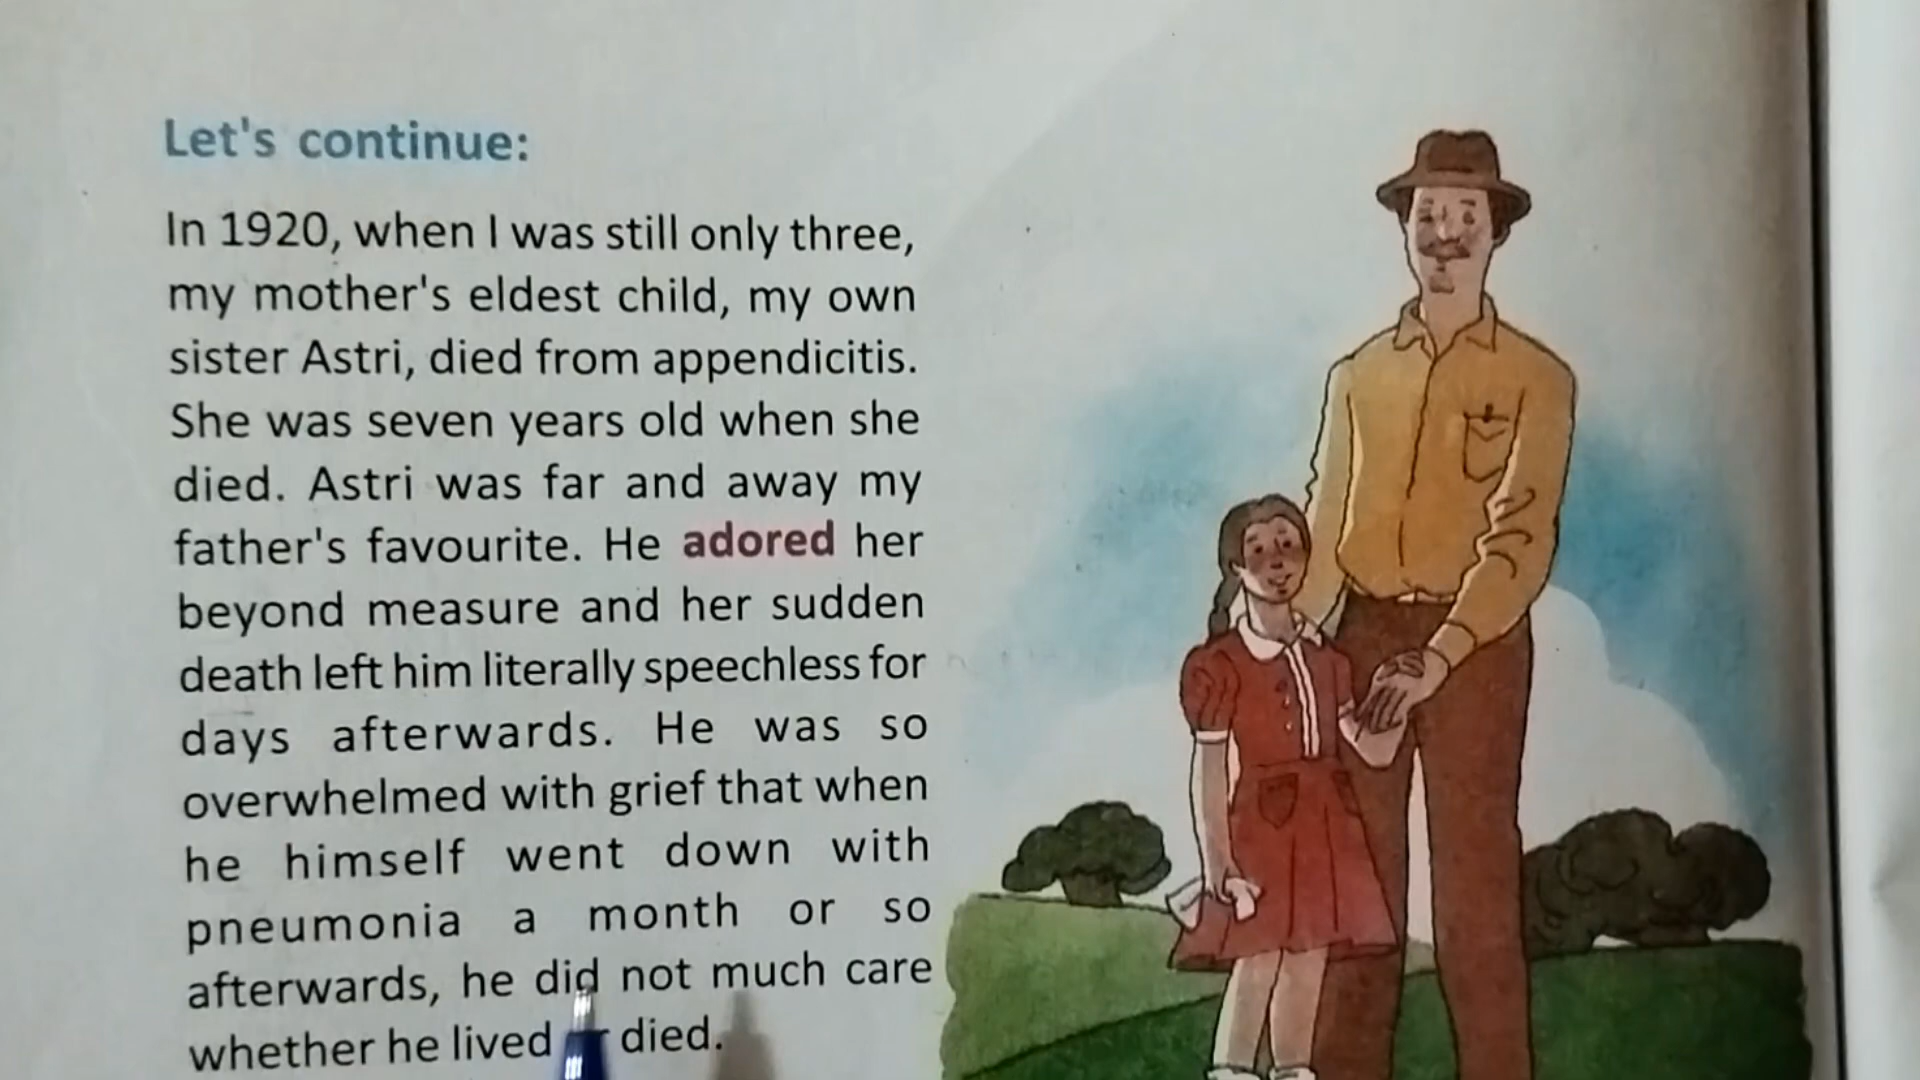 Let's continue:
In 1920, when I was still only three,
my mother's eldest child, my own
sister Astri, died from appendicitis.
She was seven years old when she
died. Astri was far and away my
father's favourite. He adored her
beyond measure and her sudden
death left him literally speechless for
days afterwards. He was so
overwhelmed with grief that when
he himself went down with
pneumonia a month or so
afterwards, he did not much care
whether he lived died.